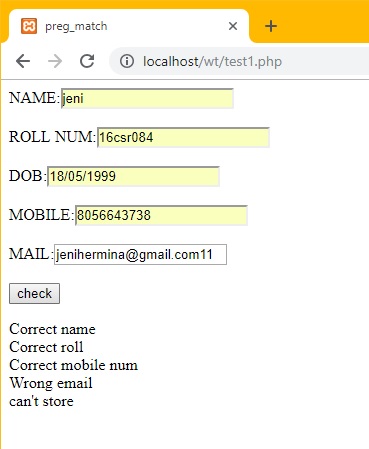 preg_match
localhost/wt/test1.php
NAME:jeni
ROLL NUM:16csr084
DOB:18/05/1999
MOBILE:8056643738
MAIL:jenihermina@gmail.com11
check
Correct name
Correct roll
Correct mobile num
Wrong email
can't store